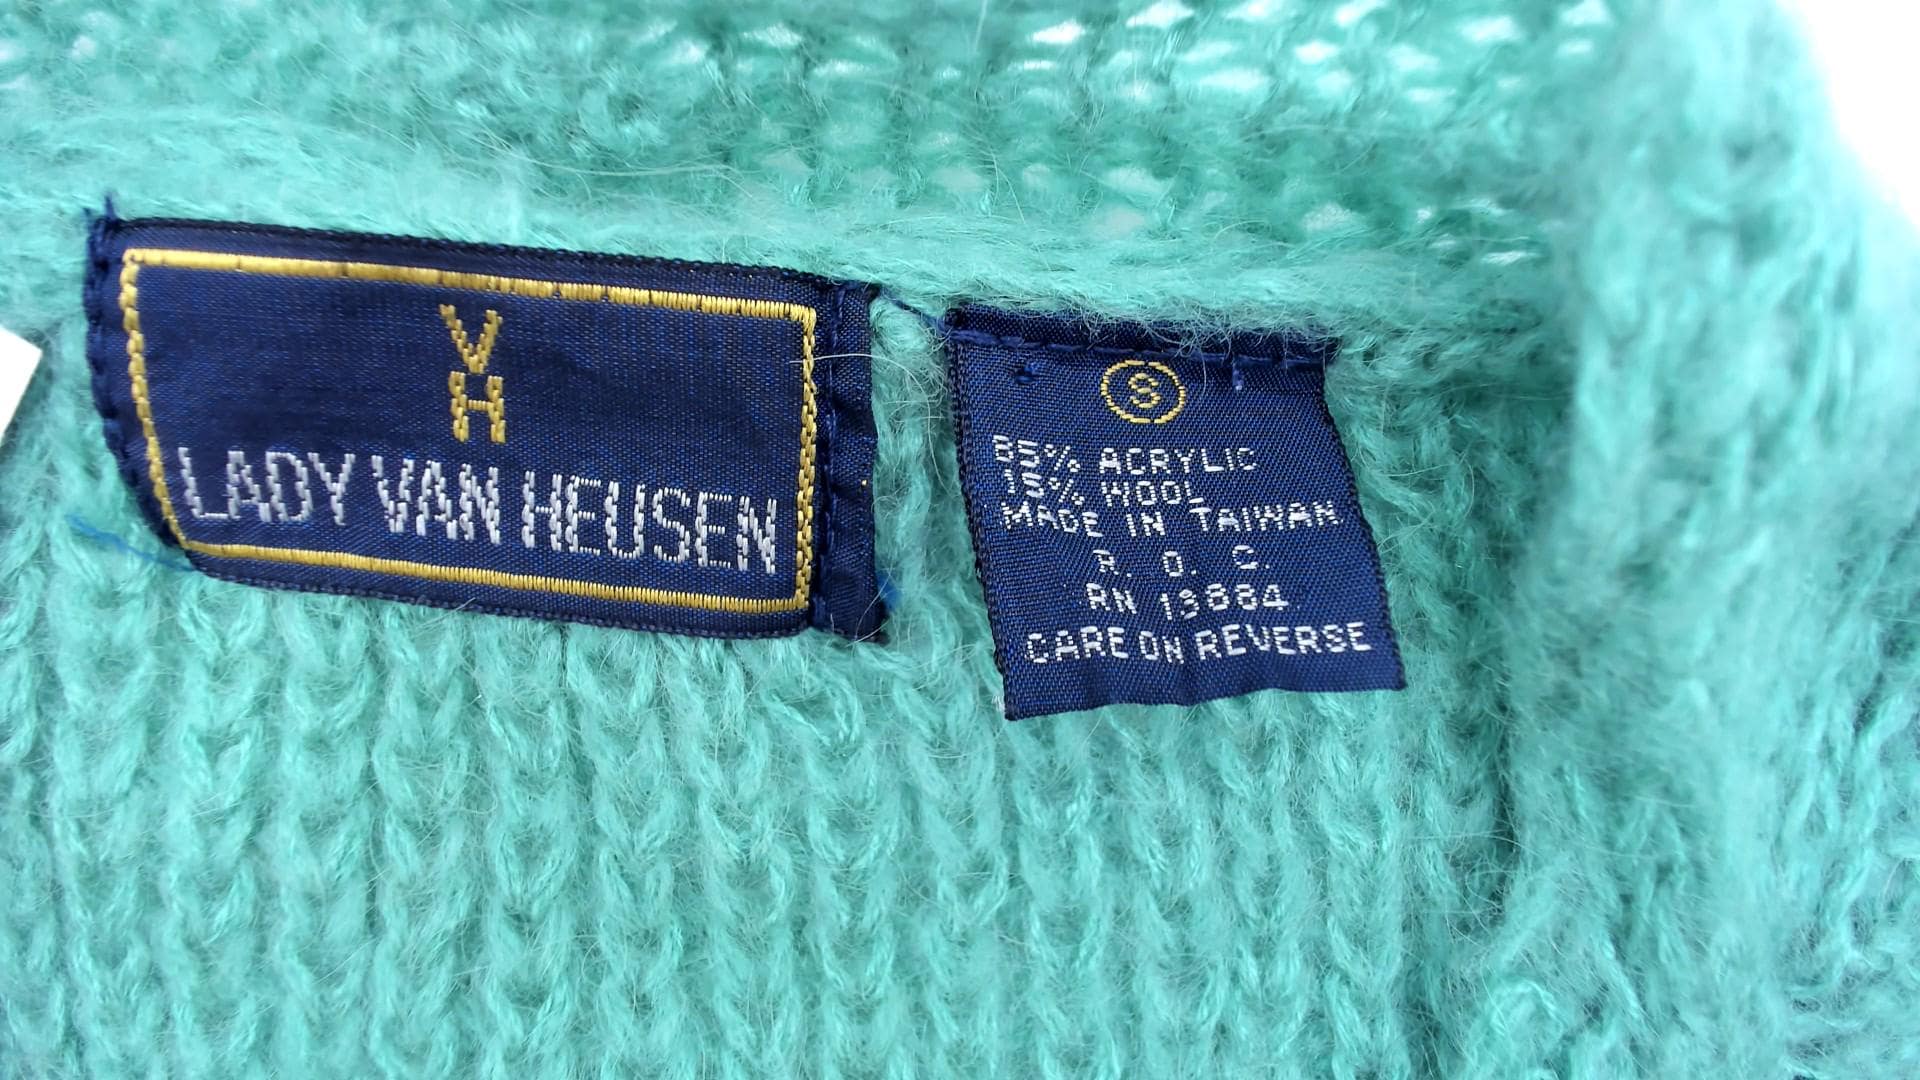 VH
LADY VAN HEUSEN
S
85% ACRYLIC
15% WOOL
MADE IN TAIWAN
R. O. C.
RN 13884
CARE ON REVERSE